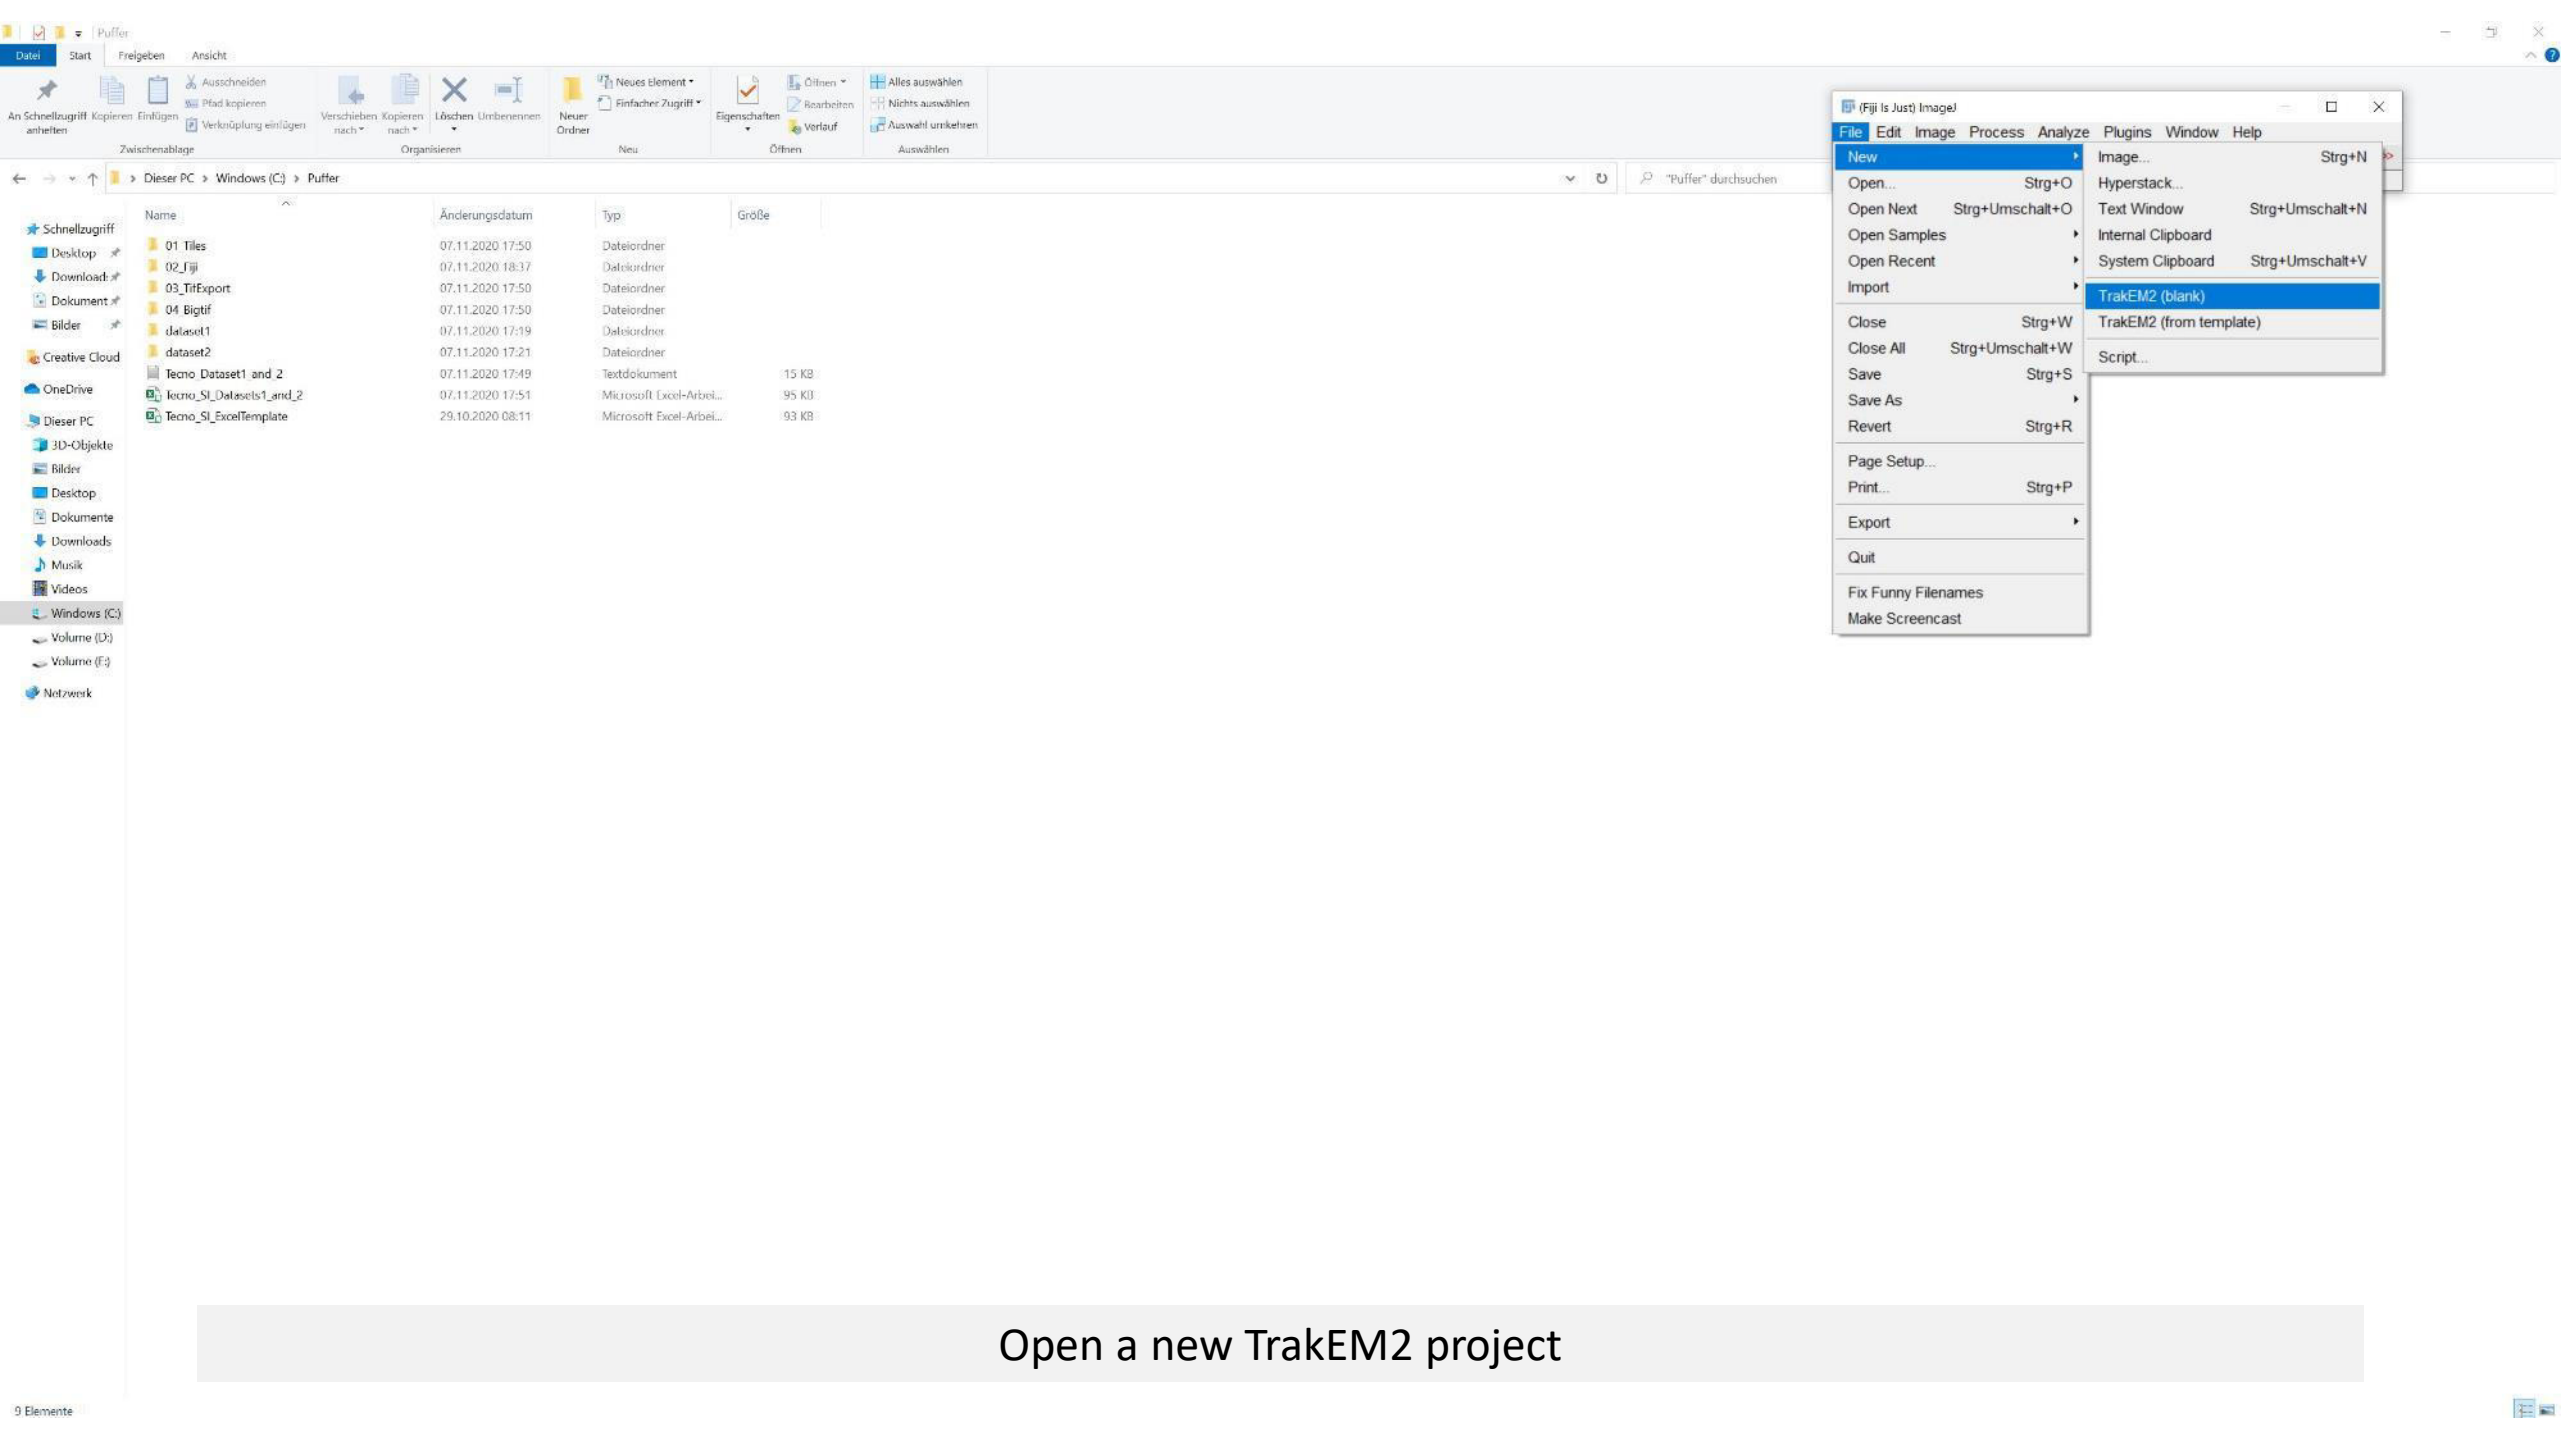 Puffer
Datei Start Freigeben Ansicht
An Schnellzugriff anheften
Kopieren
Einfügen
Ausschneiden
Pfad kopieren
Verknüpfung einfügen
Zwischenablage
Verschieben nach
Kopieren nach
Löschen
Umbenennen
Organisieren
Neuer Ordner
Neues Element
Einfacher Zugriff
Neu
Eigenschaften
Öffnen
Bearbeiten
Verlauf
Öffnen
Alles auswählen
Nichts auswählen
Auswahl umkehren
Auswählen
Dieser PC > Windows (C:) > Puffer
"Puffer" durchsuchen
Schnellzugriff
Desktop
Download:
Dokument
Bilder
Creative Cloud
OneDrive
Dieser PC
3D-Objekte
Bilder
Desktop
Dokumente
Downloads
Musik
Videos
Windows (C:)
Volume (D:)
Volume (E:)
Netzwerk
Name Änderungsdatum Typ Größe
01 Tiles 07.11.2020 17:50 Dateiordner
02_Fiji 07.11.2020 18:37 Dateiordner
03_TifExport 07.11.2020 17:50 Dateiordner
04 Bigtif 07.11.2020 17:50 Dateiordner
dataset1 07.11.2020 17:19 Dateiordner
dataset2 07.11.2020 17:21 Dateiordner
Tecno Dataset1 and 2 07.11.2020 17:49 Textdokument 15 KB
Tecno_SI_Datasets1_and_2 07.11.2020 17:51 Microsoft Excel-Arbei... 95 KB
Tecno_SI_ExcelTemplate 29.10.2020 08:11 Microsoft Excel-Arbei... 93 KB
(Fiji Is Just) ImageJ
File Edit Image Process Analyze Plugins Window Help
New
Open... Strg+O
Open Next Strg+Umschalt+O
Open Samples
Open Recent
Import
Close Strg+W
Close All Strg+Umschalt+W
Save Strg+S
Save As
Revert Strg+R
Page Setup...
Print... Strg+P
Export
Quit
Fix Funny Filenames
Make Screencast
Image... Strg+N
Hyperstack...
Text Window Strg+Umschalt+N
Internal Clipboard
System Clipboard Strg+Umschalt+V
TrakEM2 (blank)
TrakEM2 (from template)
Script...
Open a new TrakEM2 project
9 Elemente